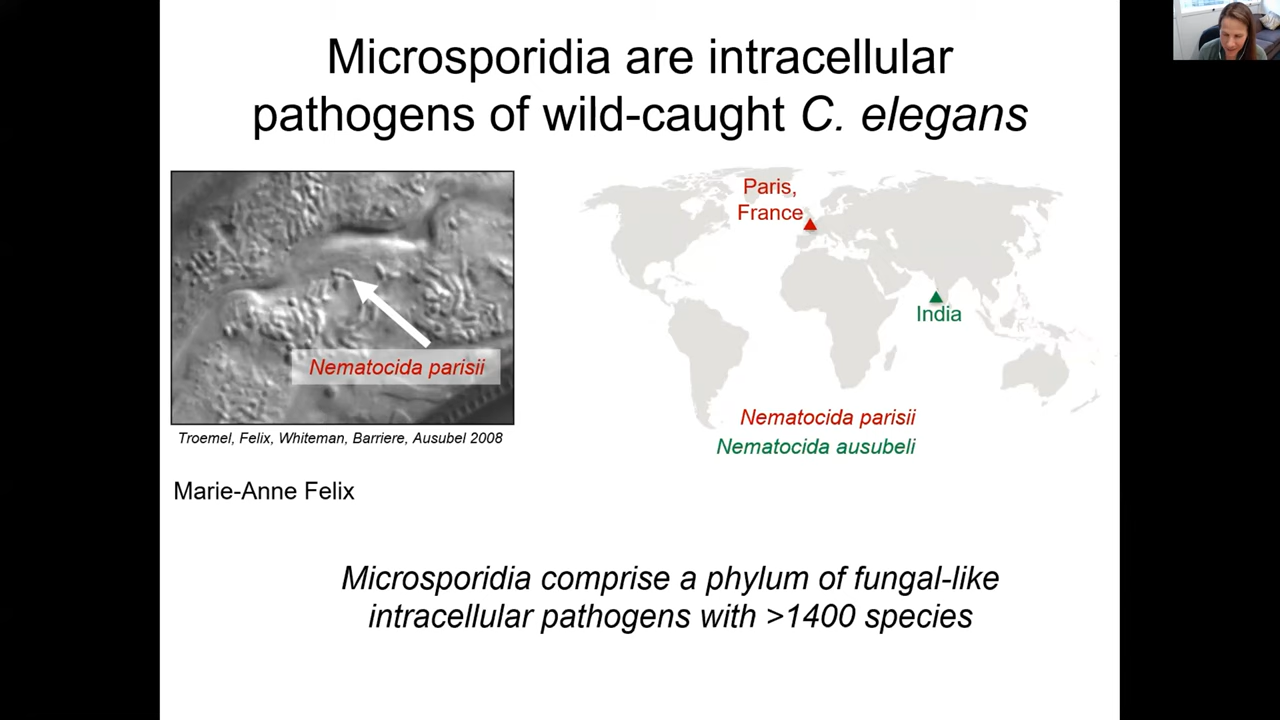 Microsporidia are intracellular
pathogens of wild-caught C. elegans
Nematocida parisii
Troemel, Felix, Whiteman, Barriere, Ausubel 2008
Marie-Anne Felix
Paris,
France
India
Nematocida parisii
Nematocida ausubeli
Microsporidia comprise a phylum of fungal-like
intracellular pathogens with >1400 species